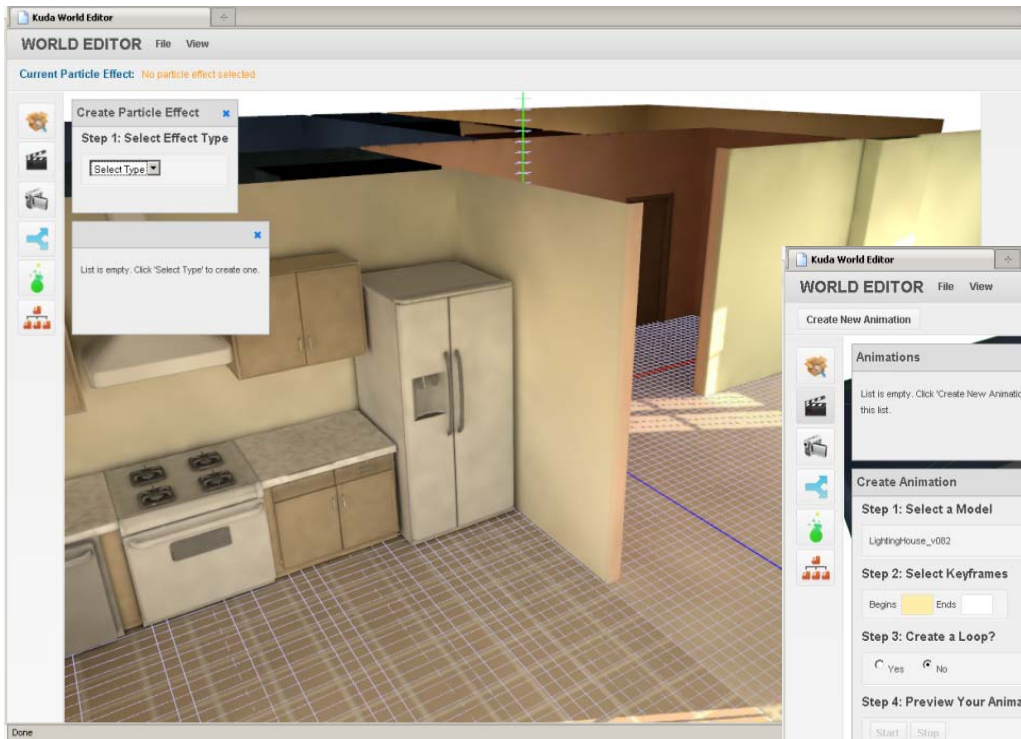 Kuda World Editor
WORLD EDITOR File View
Current Particle Effect: No particle effect selected
Create Particle Effect
Step 1: Select Effect Type
Select Type
List is empty. Click 'Select Type' to create one.
Done
Kuda World Editor
WORLD EDITOR File View
Create New Animation
Animations
List is empty. Click 'Create New Animatio
this list.
Create Animation
Step 1: Select a Model
LightingHouse_v082
Step 2: Select Keyframes
Begins Ends
Step 3: Create a Loop?
Yes No
Step 4: Preview Your Anima
Start Stop